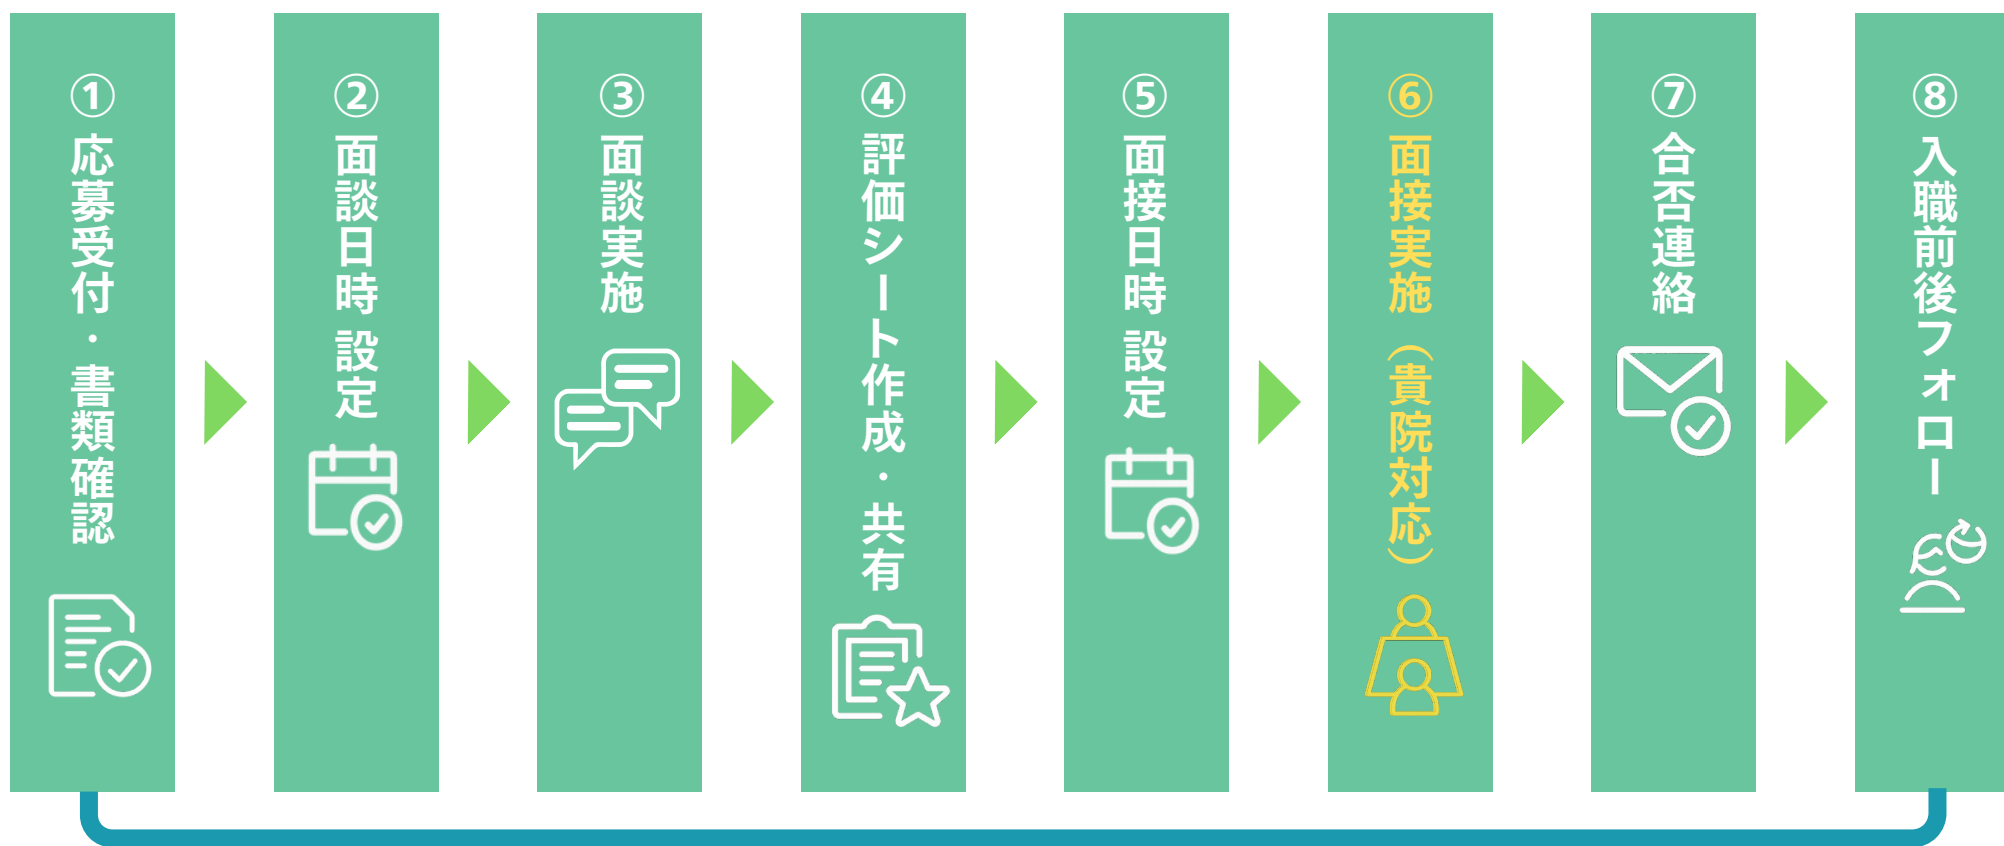 ①応募受付・書類確認
②面談日時設定
③面談実施
④評価シート作成・共有
⑤面接日時設定
⑥面接実施（貴院対応）
⑦合否連絡
⑧入職前後フォロー